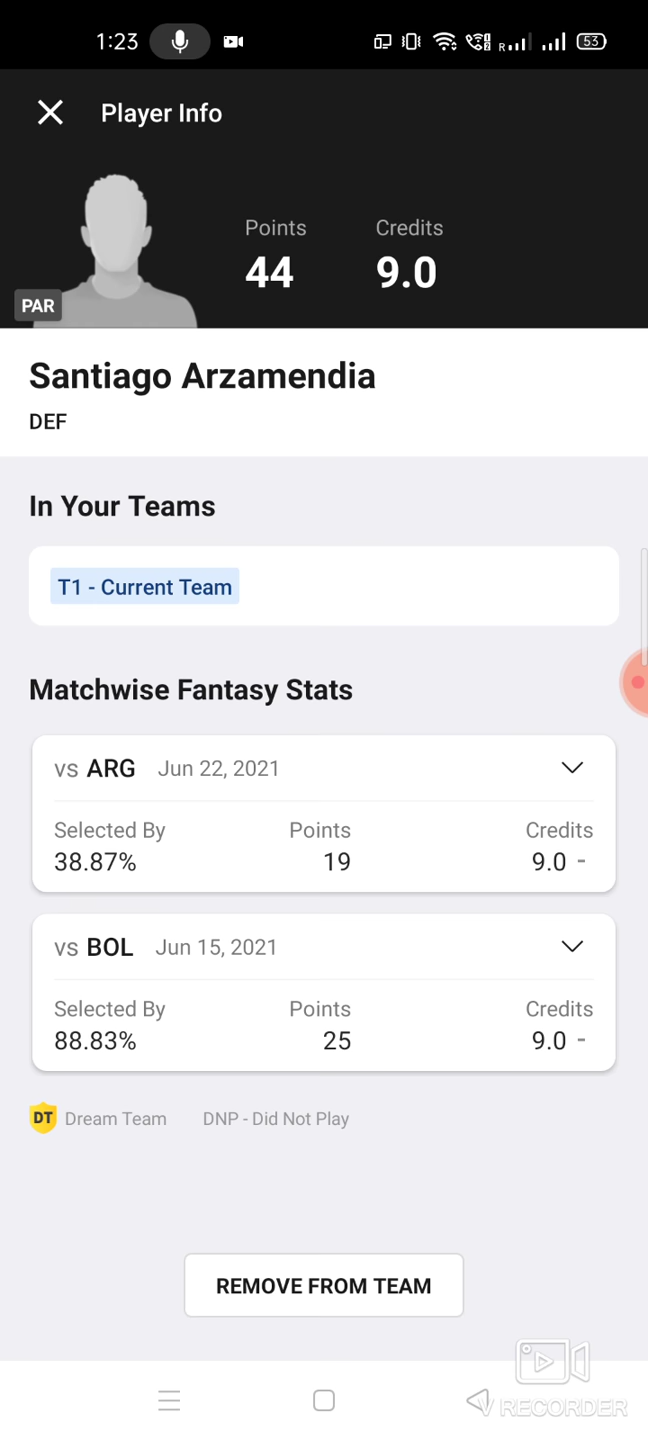 1:23
R
53
Player Info
Points
Credits
44
9.0
PAR
Santiago Arzamendia
DEF
In Your Teams
T1 - Current Team
Matchwise Fantasy Stats
vs ARG Jun 22, 2021
Selected By Points Credits
38.87% 19 9.0 -
vs BOL Jun 15, 2021
Selected By Points Credits
88.83% 25 9.0 -
DT Dream Team DNP - Did Not Play
REMOVE FROM TEAM
V RECORDER